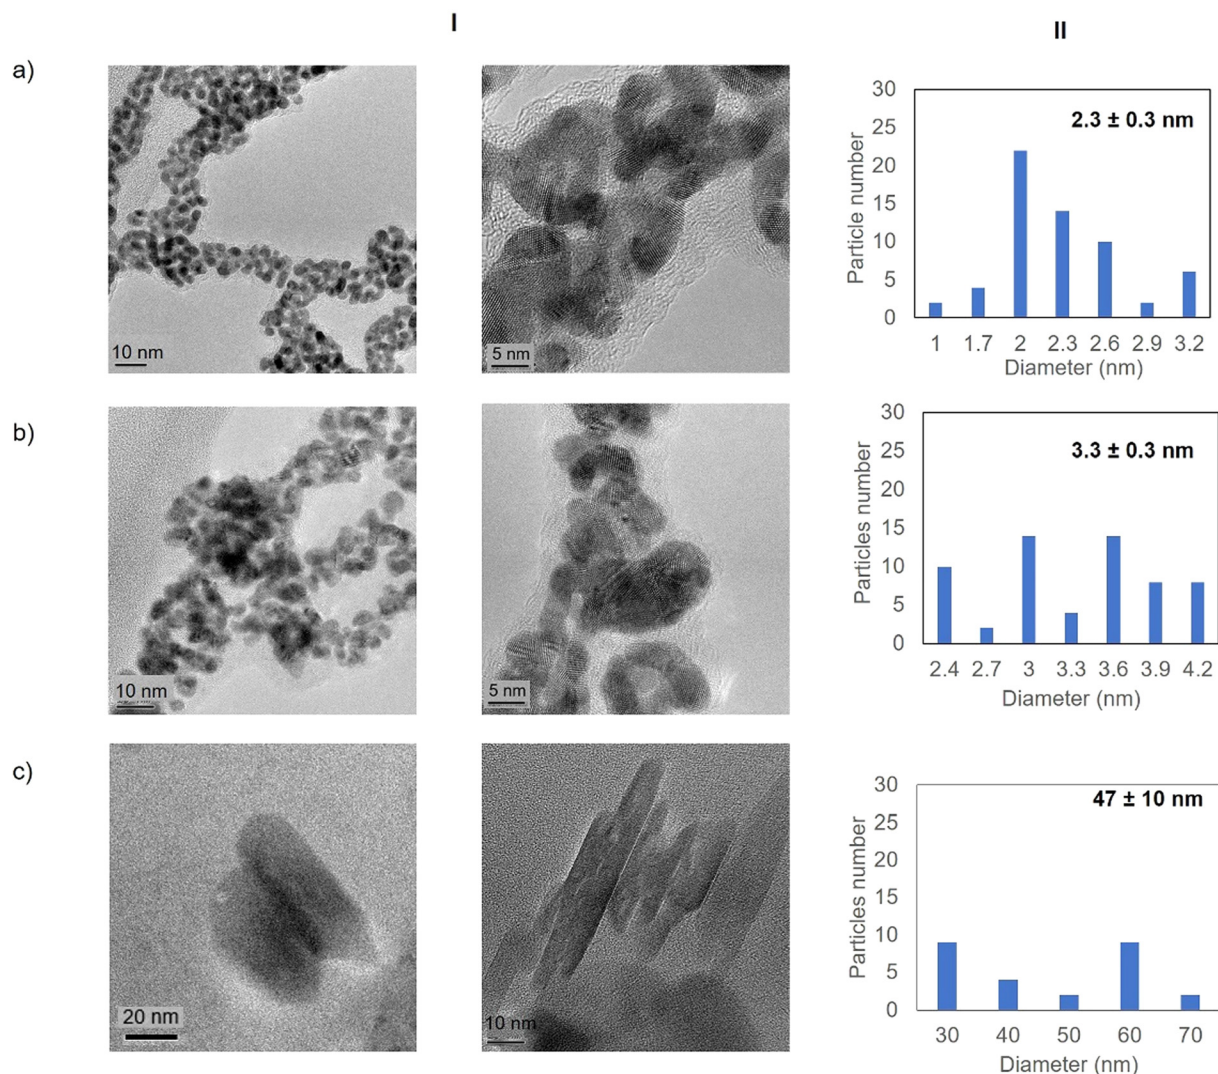 I
II
a)
10 nm
5 nm
30
25
20
15
10
5
0
Particle number
2.3 ± 0.3 nm
1 1.7 2 2.3 2.6 2.9 3.2
Diameter (nm)
b)
10 nm
5 nm
30
25
20
15
10
5
0
Particles number
3.3 ± 0.3 nm
2.4 2.7 3 3.3 3.6 3.9 4.2
Diameter (nm)
c)
20 nm
10 nm
30
25
20
15
10
5
0
Particles number
47 ± 10 nm
30 40 50 60 70
Diameter (nm)